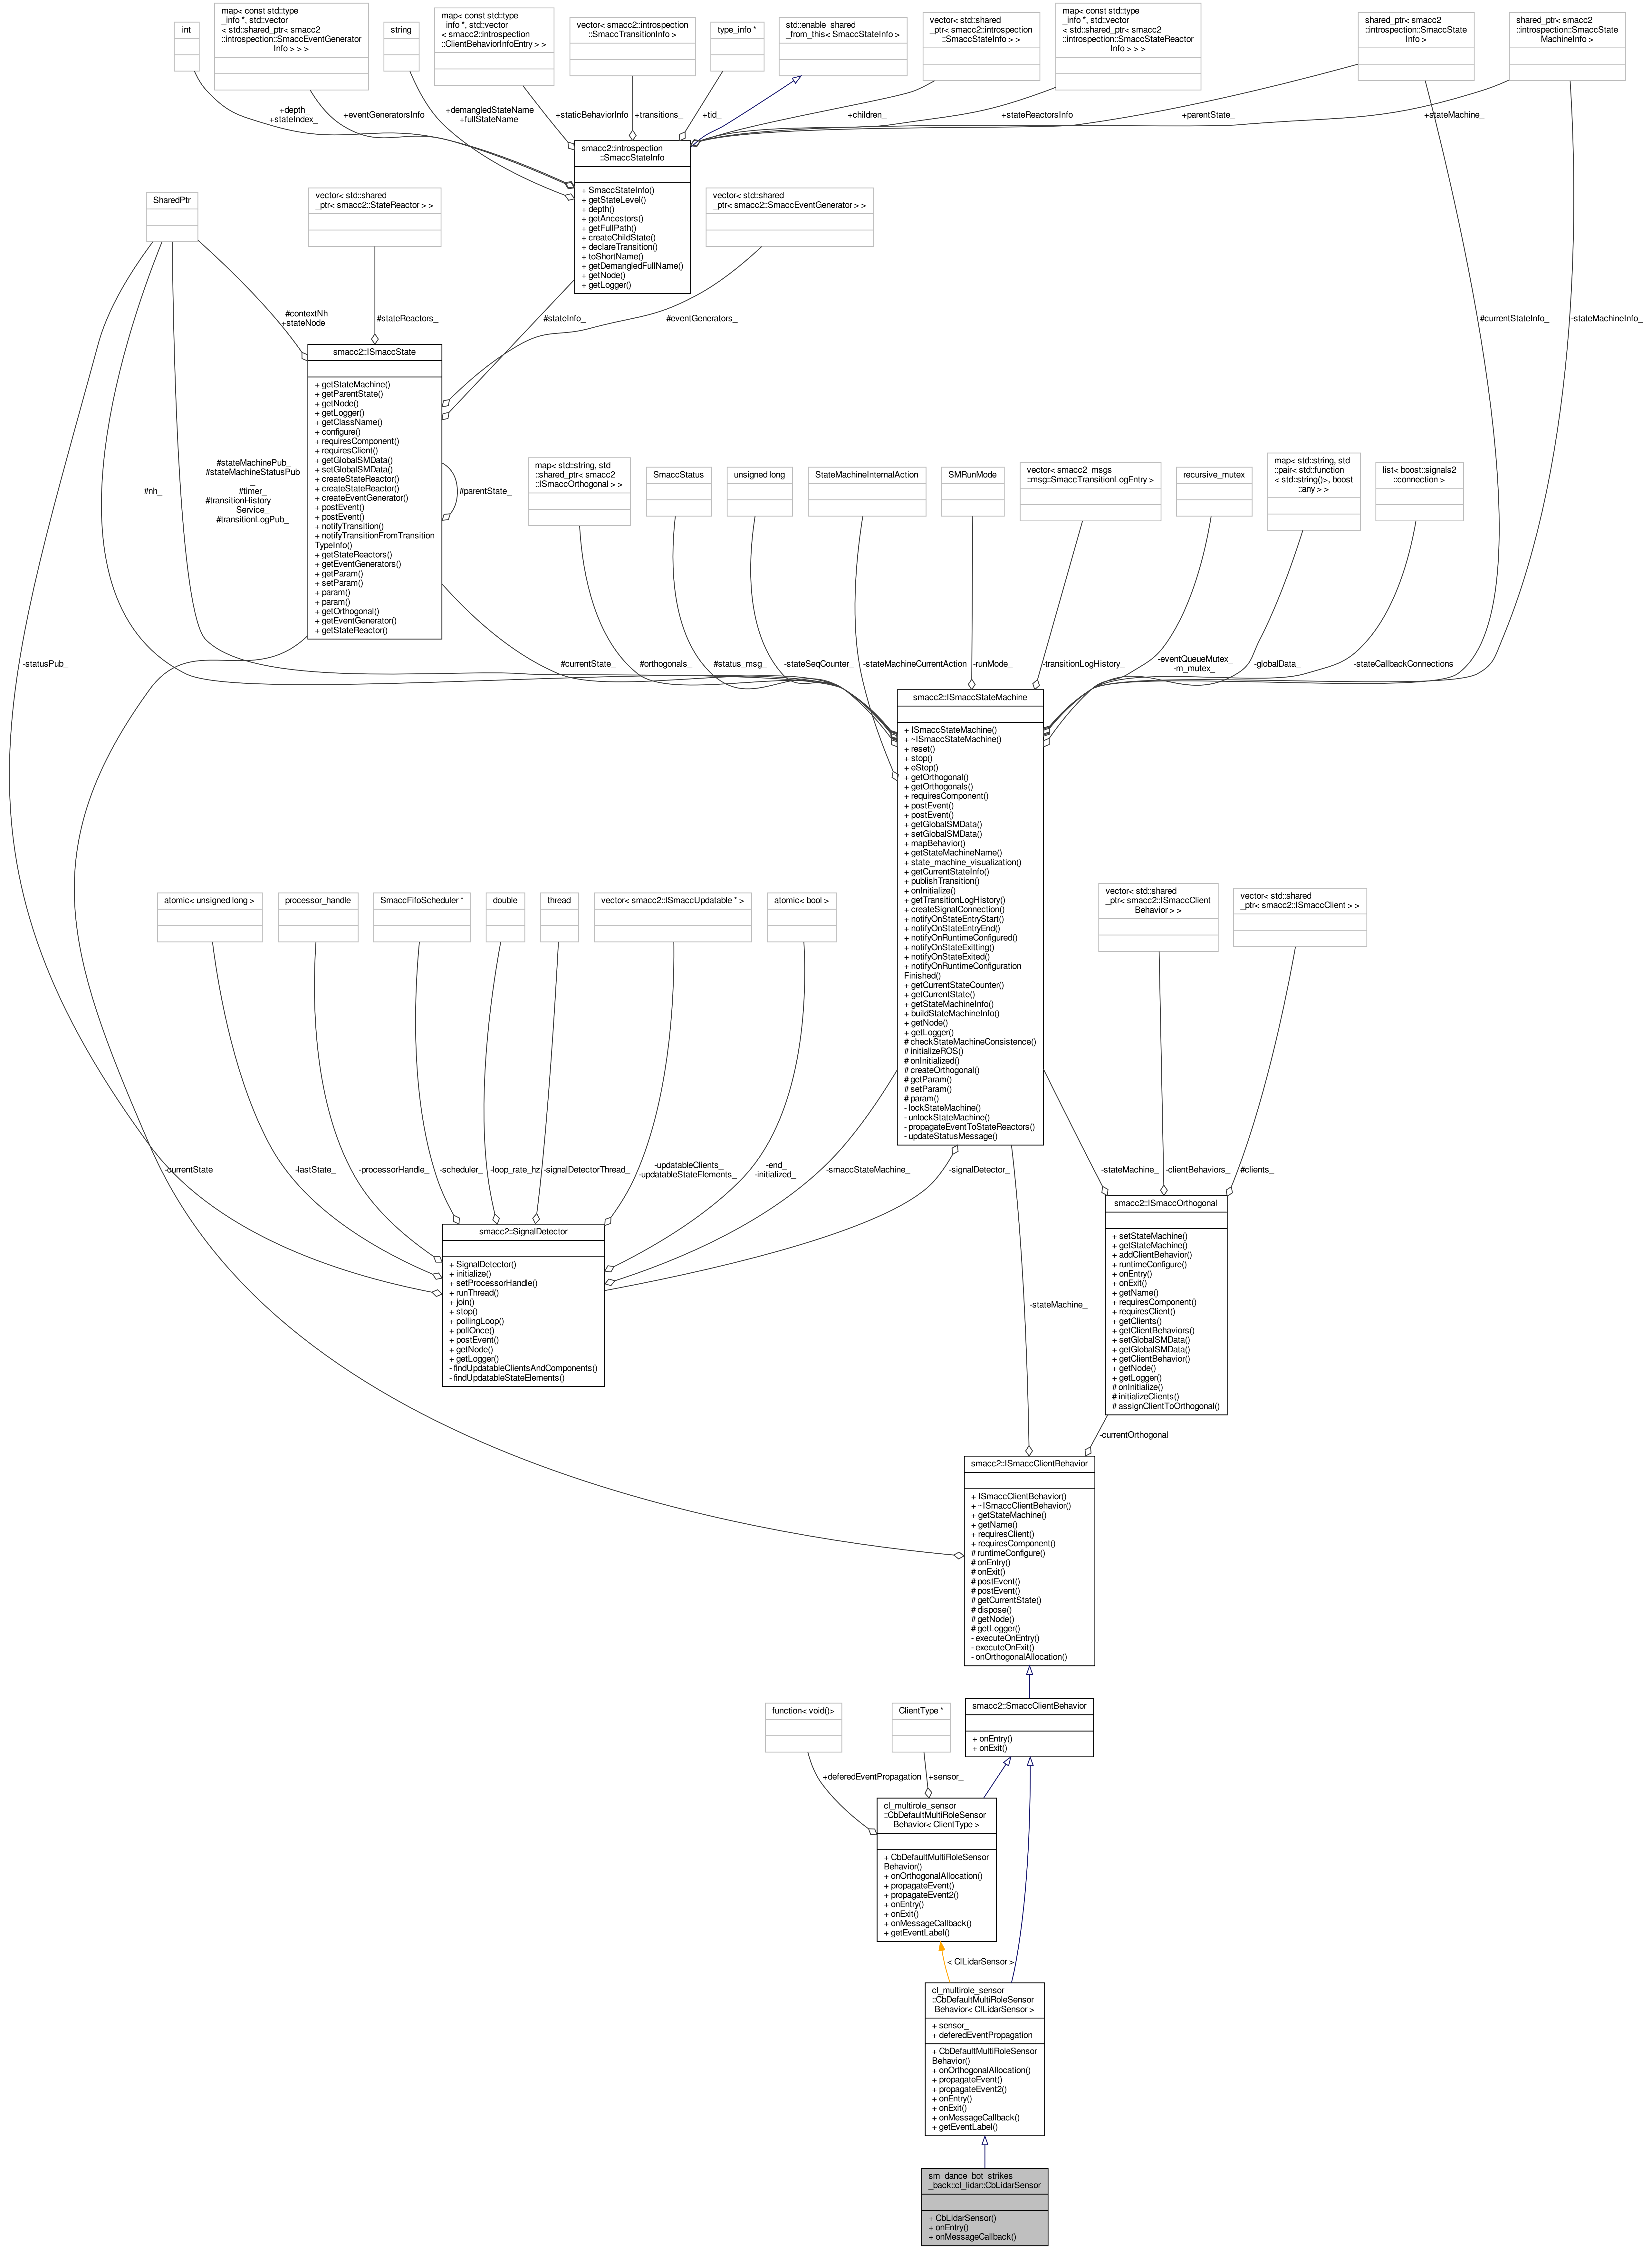 int
map< const std::type
_info *, std::vector
< std::shared_ptr< smacc2
::introspection::SmaccEventGenerator
Info > > >
string
map< const std::type
_info *, std::vector
< smacc2::introspection
::ClientBehaviorInfoEntry > >
vector< smacc2::introspection
::SmaccTransitionInfo >
type_info *
std::enable_shared
_from_this< SmaccStateInfo >
vector< std::shared
_ptr< smacc2::introspection
::SmaccStateInfo > >
map< const std::type
_info *, std::vector
< std::shared_ptr< smacc2
::introspection::SmaccStateReactor
Info > > >
shared_ptr< smacc2
::introspection::SmaccState
Info >
shared_ptr< smacc2
::introspection::SmaccState
MachineInfo >
+depth_
+stateIndex_
+eventGeneratorsInfo
+demangledStateName
+fullStateName
+staticBehaviorInfo
+transitions_
+tid_
+children_
+stateReactorsInfo
+parentState_
+stateMachine_
smacc2::introspection
::SmaccStateInfo
+ SmaccStateInfo()
+ getStateLevel()
+ depth()
+ getAncestors()
+ getFullPath()
+ createChildState()
+ declareTransition()
+ toShortName()
+ getDemangledFullName()
+ getNode()
+ getLogger()
SharedPtr
vector< std::shared
_ptr< smacc2::StateReactor > >
vector< std::shared
_ptr< smacc2::SmaccEventGenerator > >
#contextNh
+stateNode_
#stateReactors_
#stateInfo_
#eventGenerators_
#currentStateInfo_
-stateMachineInfo_
smacc2::ISmaccState
+ getStateMachine()
+ getParentState()
+ getNode()
+ getLogger()
+ getClassName()
+ configure()
+ requiresComponent()
+ requiresClient()
+ getGlobalSMData()
+ setGlobalSMData()
+ createStateReactor()
+ createStateReactor()
+ createEventGenerator()
+ postEvent()
+ postEvent()
+ notifyTransition()
+ notifyTransitionFromTransition
TypeInfo()
+ getStateReactors()
+ getEventGenerators()
+ getParam()
+ setParam()
+ param()
+ param()
+ getOrthogonal()
+ getEventGenerator()
+ getStateReactor()
#parentState_
#nh_
#stateMachinePub_
#stateMachineStatusPub
_
#timer_
#transitionHistory
Service_
#transitionLogPub_
map< std::string, std
::shared_ptr< smacc2
::ISmaccOrthogonal > >
SmaccStatus
unsigned long
StateMachineInternalAction
SMRunMode
vector< smacc2_msgs
::msg::SmaccTransitionLogEntry >
recursive_mutex
map< std::string, std
::pair< std::function
< std::string()>, boost
::any > >
list< boost::signals2
::connection >
-statusPub_
#currentState_
#orthogonals_
#status_msg_
-stateSeqCounter_
-stateMachineCurrentAction
-runMode_
-transitionLogHistory_
-eventQueueMutex_
-m_mutex_
-globalData_
-stateCallbackConnections
smacc2::ISmaccStateMachine
+ ISmaccStateMachine()
+ ~ISmaccStateMachine()
+ reset()
+ stop()
+ eStop()
+ getOrthogonal()
+ getOrthogonals()
+ requiresComponent()
+ postEvent()
+ postEvent()
+ getGlobalSMData()
+ setGlobalSMData()
+ mapBehavior()
+ getStateMachineName()
+ state_machine_visualization()
+ getCurrentStateInfo()
+ publishTransition()
+ onInitialize()
+ getTransitionLogHistory()
+ createSignalConnection()
+ notifyOnStateEntryStart()
+ notifyOnStateEntryEnd()
+ notifyOnRuntimeConfigured()
+ notifyOnStateExitting()
+ notifyOnStateExited()
+ notifyOnRuntimeConfiguration
Finished()
+ getCurrentStateCounter()
+ getCurrentState()
+ getStateMachineInfo()
+ buildStateMachineInfo()
+ getNode()
+ getLogger()
# checkStateMachineConsistence()
# initializeROS()
# onInitialized()
# createOrthogonal()
# getParam()
# setParam()
# param()
- lockStateMachine()
- unlockStateMachine()
- propagateEventToStateReactors()
- updateStatusMessage()
atomic< unsigned long >
processor_handle
SmaccFifoScheduler *
double
thread
vector< smacc2::ISmaccUpdatable * >
atomic< bool >
vector< std::shared
_ptr< smacc2::ISmaccClient
Behavior > >
vector< std::shared
_ptr< smacc2::ISmaccClient > >
-currentState
-lastState_
-processorHandle_
-scheduler_
-loop_rate_hz
-signalDetectorThread_
-updatableClients_
-updatableStateElements_
-end_
-initialized_
-smaccStateMachine_
-signalDetector_
-stateMachine_
-clientBehaviors_
#clients_
smacc2::SignalDetector
+ SignalDetector()
+ initialize()
+ setProcessorHandle()
+ runThread()
+ join()
+ stop()
+ pollingLoop()
+ pollOnce()
+ postEvent()
+ getNode()
+ getLogger()
- findUpdatableClientsAndComponents()
- findUpdatableStateElements()
smacc2::ISmaccOrthogonal
+ setStateMachine()
+ getStateMachine()
+ addClientBehavior()
+ runtimeConfigure()
+ onEntry()
+ onExit()
+ getName()
+ requiresComponent()
+ requiresClient()
+ getClients()
+ getClientBehaviors()
+ setGlobalSMData()
+ getGlobalSMData()
+ getClientBehavior()
+ getNode()
+ getLogger()
# onInitialize()
# initializeClients()
# assignClientToOrthogonal()
-stateMachine_
-currentOrthogonal
smacc2::ISmaccClientBehavior
+ ISmaccClientBehavior()
+ ~ISmaccClientBehavior()
+ getStateMachine()
+ getName()
+ requiresClient()
+ requiresComponent()
# runtimeConfigure()
# onEntry()
# onExit()
# postEvent()
# postEvent()
# getCurrentState()
# dispose()
# getNode()
# getLogger()
- executeOnEntry()
- executeOnExit()
- onOrthogonalAllocation()
function< void()>
ClientType *
smacc2::SmaccClientBehavior
+ onEntry()
+ onExit()
+deferedEventPropagation
+sensor_
cl_multirole_sensor
::CbDefaultMultiRoleSensor
Behavior< ClientType >
+ CbDefaultMultiRoleSensor
Behavior()
+ onOrthogonalAllocation()
+ propagateEvent()
+ propagateEvent2()
+ onEntry()
+ onExit()
+ onMessageCallback()
+ getEventLabel()
< ClLidarSensor >
cl_multirole_sensor
::CbDefaultMultiRoleSensor
Behavior< ClLidarSensor >
+ sensor_
+ deferedEventPropagation
+ CbDefaultMultiRoleSensor
Behavior()
+ onOrthogonalAllocation()
+ propagateEvent()
+ propagateEvent2()
+ onEntry()
+ onExit()
+ onMessageCallback()
+ getEventLabel()
sm_dance_bot_strikes
_back::cl_lidar::CbLidarSensor
+ CbLidarSensor()
+ onEntry()
+ onMessageCallback()